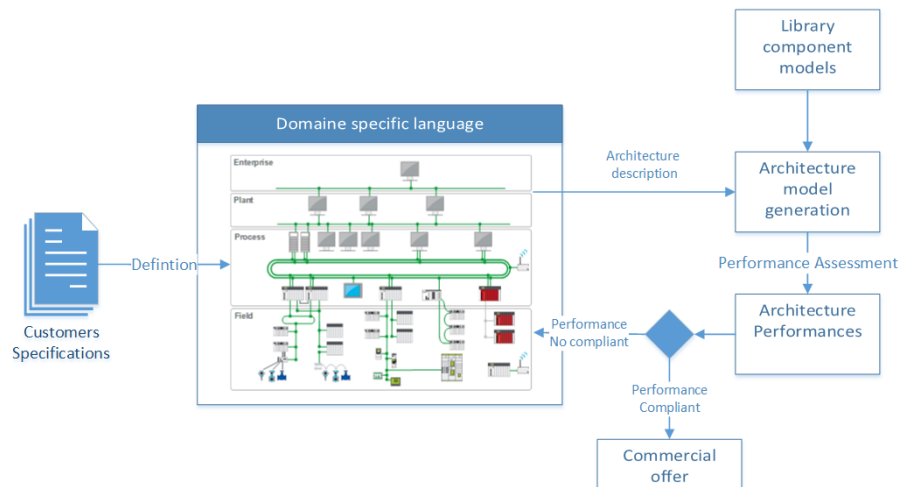 Library
component
models
Domaine specific language
Enterprise
Plant
Process
Field
Architecture
description
Architecture
model
generation
Defintion
Customers
Specifications
Performance Assessment
Architecture
Performances
Performance
No compliant
Performance
Compliant
Commercial
offer